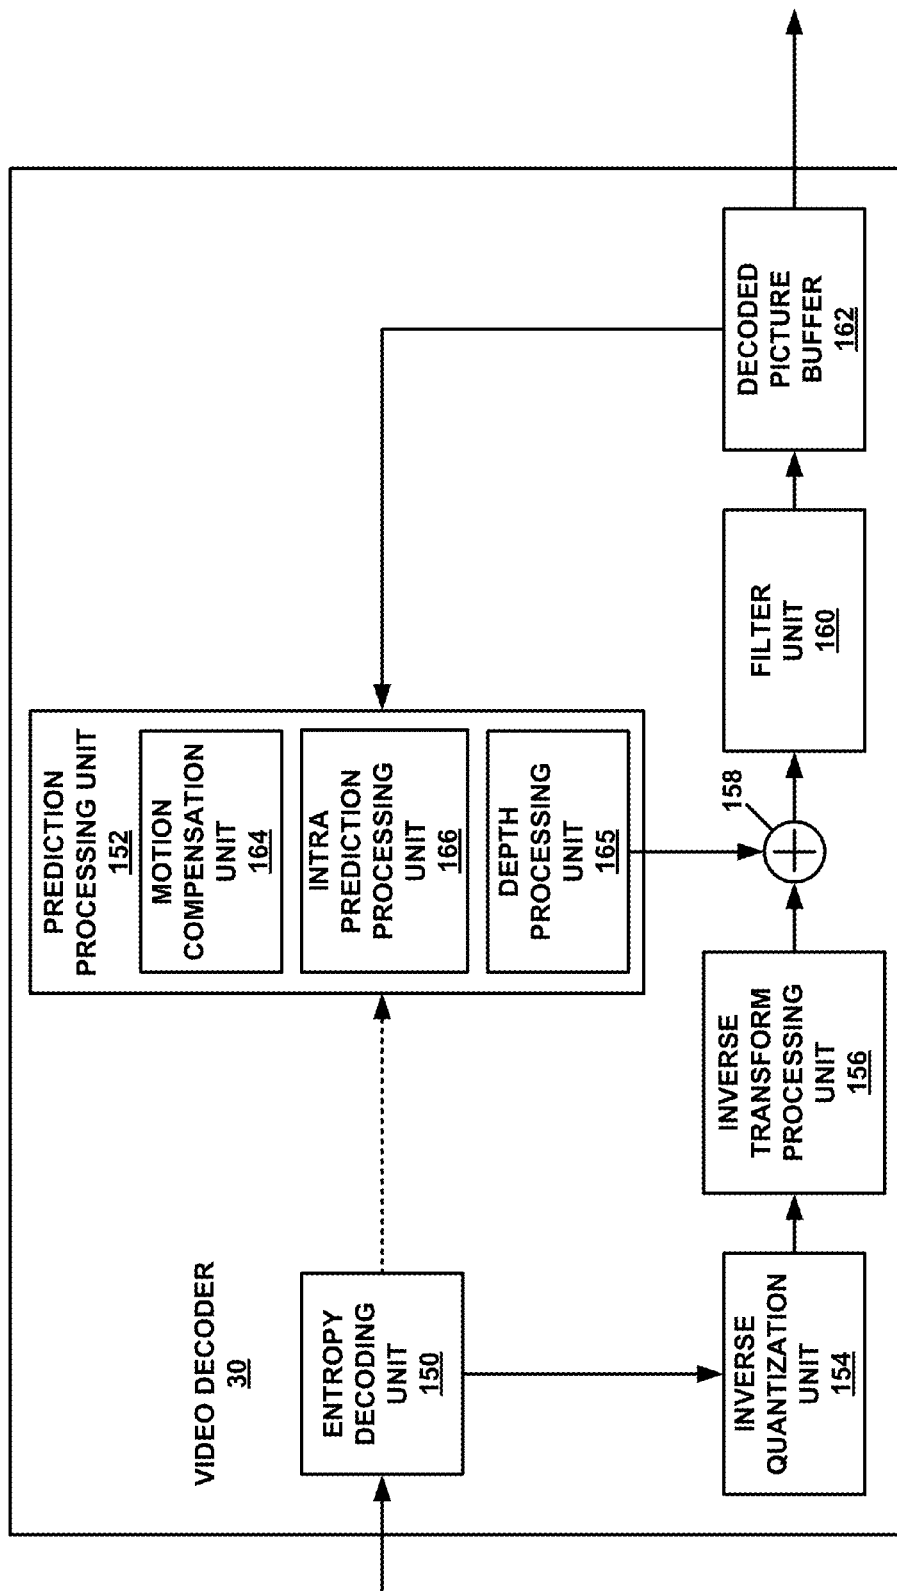 VIDEO DECODER
30
ENTROPY
DECODING
UNIT
150
PREDICTION
PROCESSING UNIT
152
MOTION
COMPENSATION
UNIT
164
INTRA
PREDICTION
PROCESSING
UNIT
166
DEPTH
PROCESSING
UNIT
165
INVERSE
QUANTIZATION
UNIT
154
INVERSE
TRANSFORM
PROCESSING
UNIT
156
158
FILTER
UNIT
160
DECODED
PICTURE
BUFFER
162